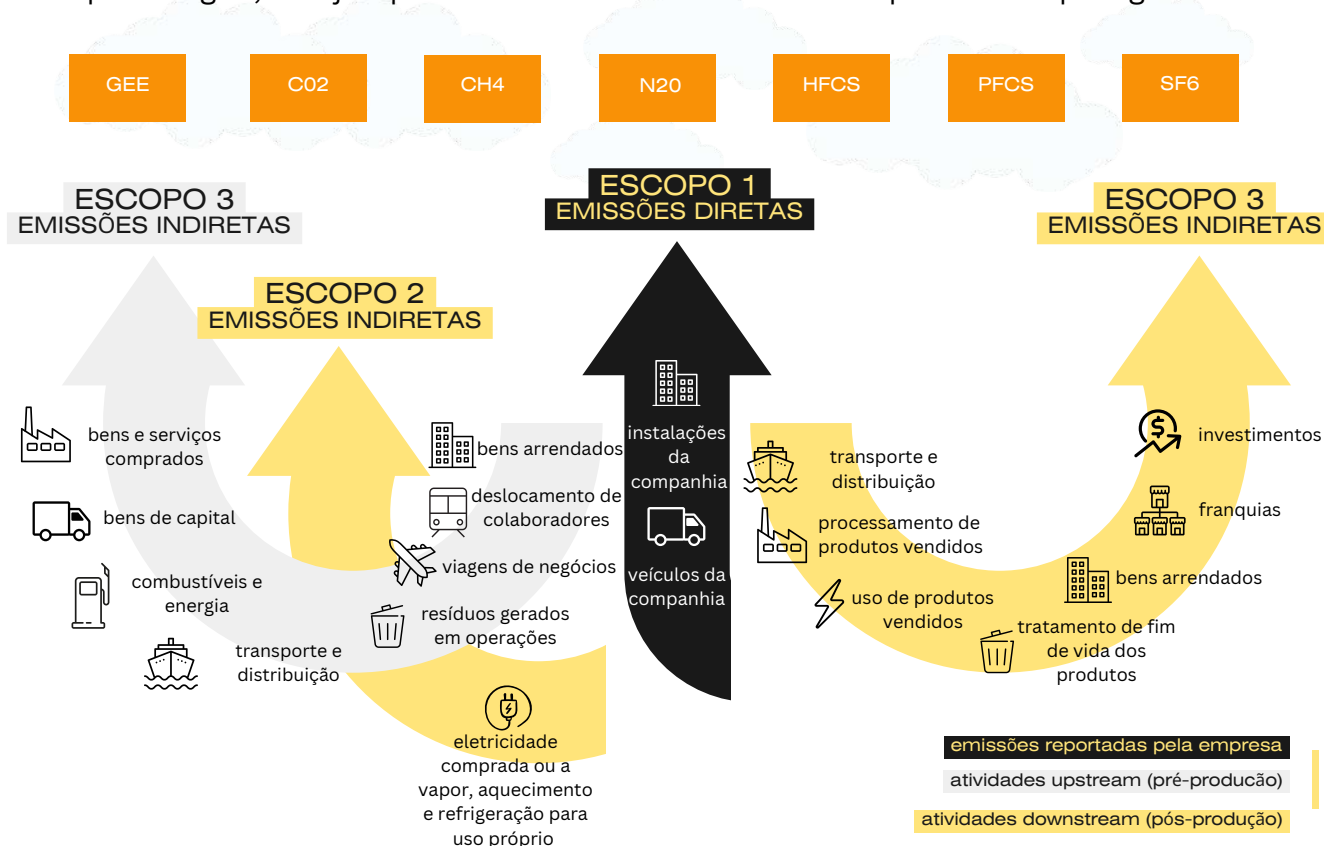 GEE
C02
CH4
N20
HFCS
PFCS
SF6
ESCOPO 3
EMISSÕES INDIRETAS
ESCOPO 2
EMISSÕES INDIRETAS
ESCOPO 1
EMISSÕES DIRETAS
ESCOPO 3
EMISSÕES INDIRETAS
bens e serviços
comprados
bens de capital
combustíveis e
energia
transporte e
distribuição
bens arrendados
deslocamento de
colaboradores
viagens de negócios
resíduos gerados
em operações
eletricidade
comprada ou a
vapor, aquecimento
e refrigeração para
uso próprio
instalações
da
companhia
veículos da
companhia
transporte e
distribuição
processamento de
produtos vendidos
uso de produtos
vendidos
tratamento de fim
de vida dos
produtos
bens arrendados
franquias
investimentos
emissões reportadas pela empresa
atividades upstream (pré-producão)
atividades downstream (pós-produção)